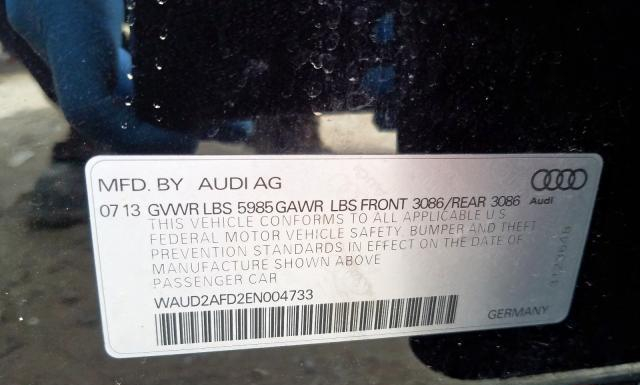 MFD. BY AUDI AG
07 13 GVWR LBS 5985 GAWR LBS FRONT 3086/REAR 3086
Audi
THIS VEHICLE CONFORMS TO ALL APPLICABLE U S
FEDERAL MOTOR VEHICLE SAFETY, BUMPER AND THEFT
PREVENTION STANDARDS IN EFFECT ON THE DATE OF
MANUFACTURE SHOWN ABOVE
PASSENGER CAR
WAUD2AFD2EN004733
GERMANY